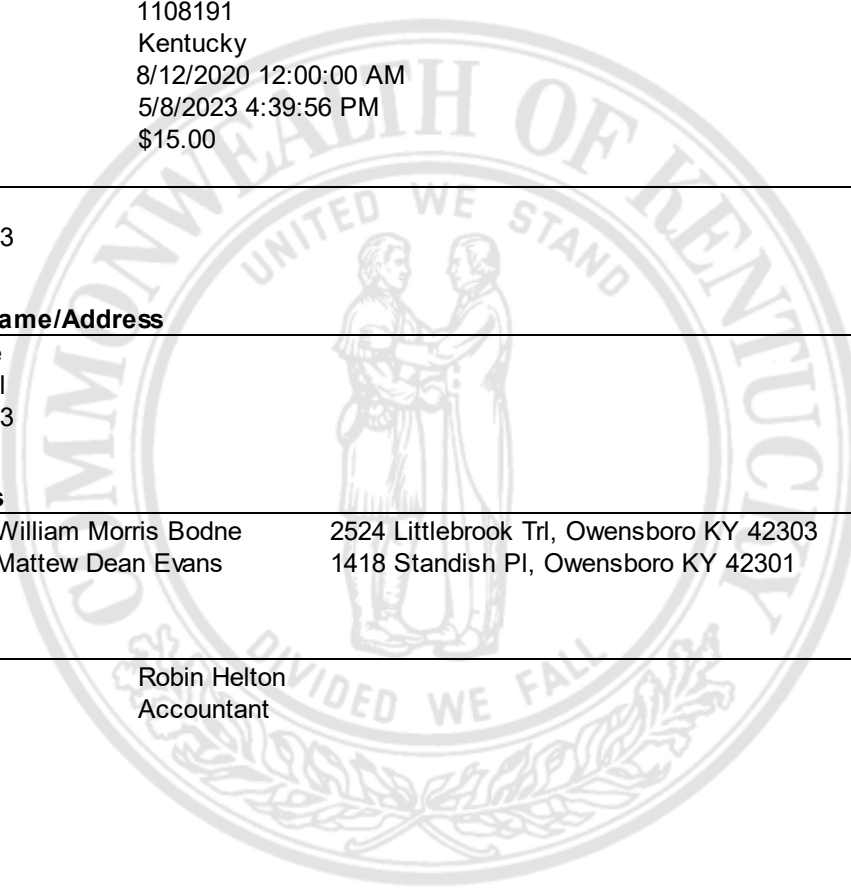 1108191
Kentucky
8/12/2020 12:00:00 AM
5/8/2023 4:39:56 PM
$15.00
3
ame/Address
e
l
3
s
William Morris Bodne 2524 Littlebrook Trl, Owensboro KY 42303
Mattew Dean Evans 1418 Standish Pl, Owensboro KY 42301
Robin Helton
Accountant
COMMONWEALTH OF KENTUCKY
UNITED WE STAND
DIVIDED WE FALL